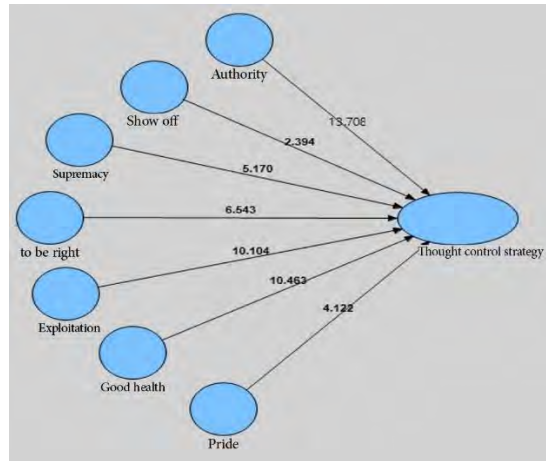 Authority
13.706
Show off
2.394
Supremacy
5.170
6.543
to be right
Thought control strategy
10.104
Exploitation
10.463
Good health
4.122
Pride